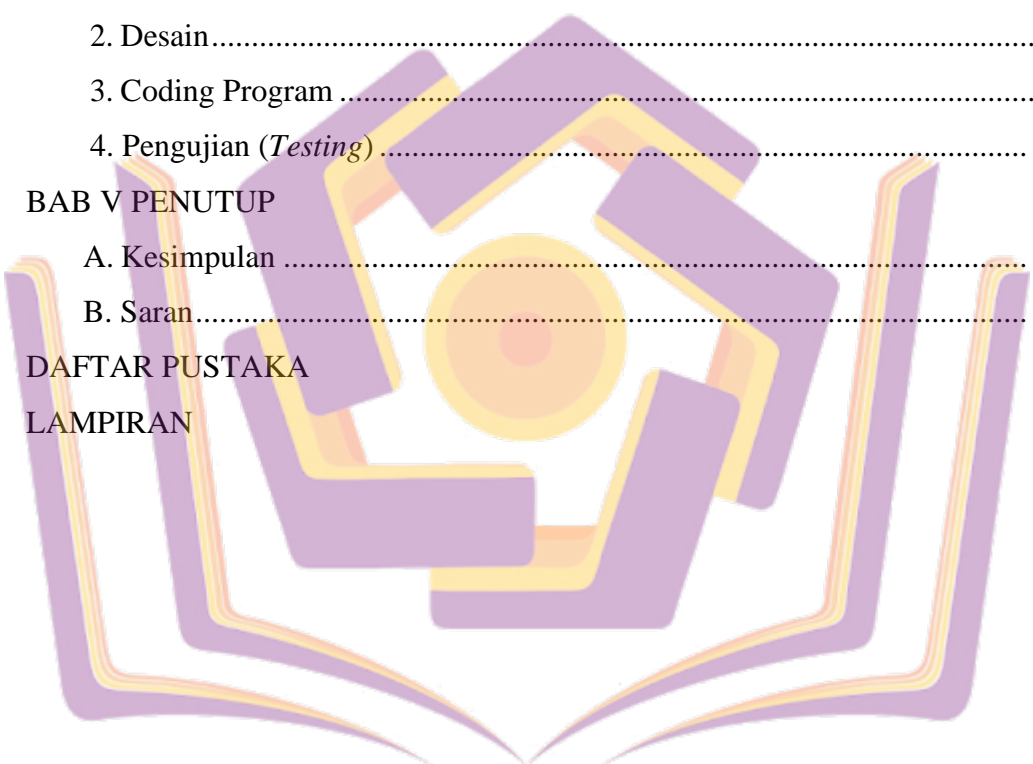 2. Desain........................................................................................................
3. Coding Program ........................................................................................
4. Pengujian (Testing) ..................................................................................
BAB V PENUTUP
A. Kesimpulan ..............................................................................................
B. Saran.........................................................................................................
DAFTAR PUSTAKA
LAMPIRAN